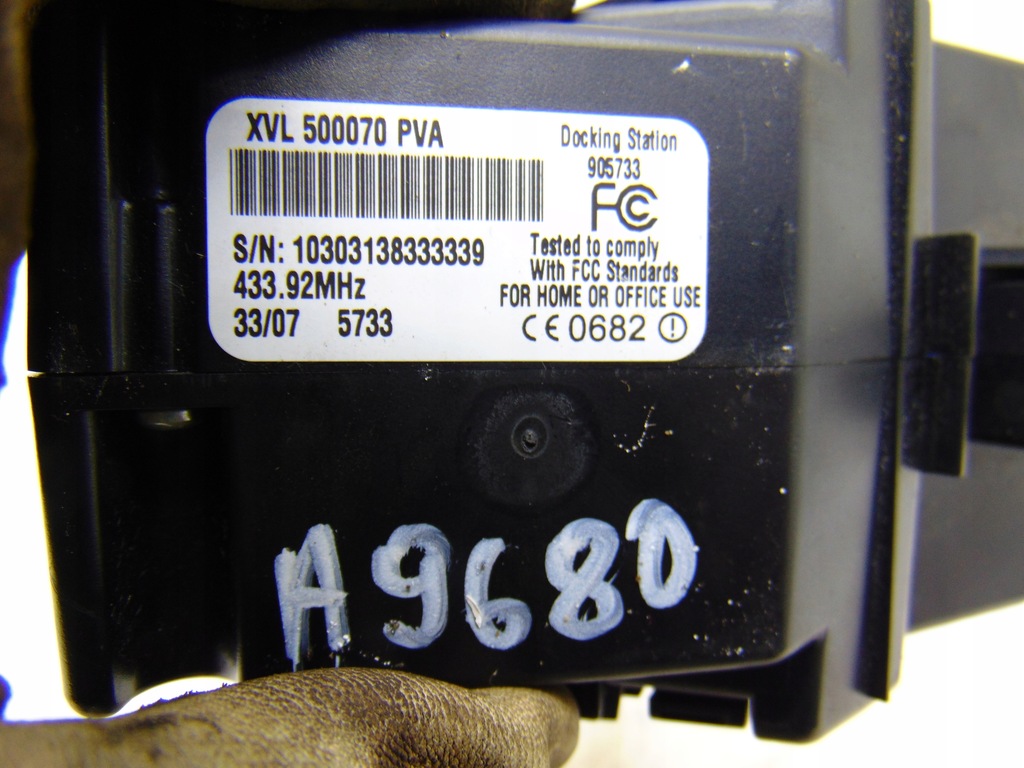 XVL 500070 PVA
Docking Station
905733
FC
S/N: 10303138333339
433.92MHz
33/07 5733
Tested to comply
With FCC Standards
FOR HOME OR OFFICE USE
CE 0682
A9680